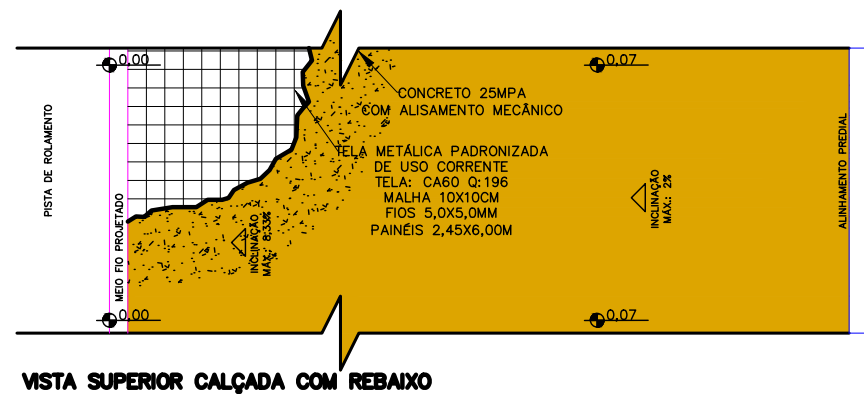 0,00
0,07
CONCRETO 25MPA
COM ALISAMENTO MECÂNICO
TELA METÁLICA PADRONIZADA
DE USO CORRENTE
TELA: CA60 Q:196
MALHA 10X10CM
FIOS 5,0X5,0MM
PAINÉIS 2,45X6,00M
PISTA DE ROLAMENTO
MEIO FIO PROJETADO
INCLINAÇÃO
MÁX.: 8,33%
INCLINAÇÃO
MÁX.: 2%
ALINHAMENTO PREDIAL
0,00
0,07
VISTA SUPERIOR CALÇADA COM REBAIXO